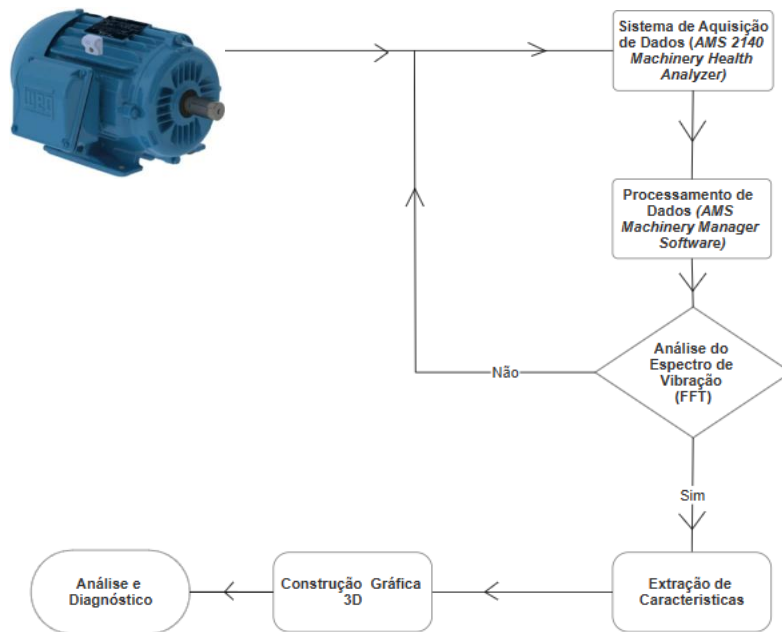 WEG
Sistema de Aquisição
de Dados (AMS 2140
Machinery Health
Analyzer)
Processamento de
Dados (AMS
Machinery Manager
Software)
Análise do
Espectro de
Vibração
(FFT)
Não
Sim
Extração de
Caracteristicas
Construção Gráfica
3D
Análise e
Diagnóstico